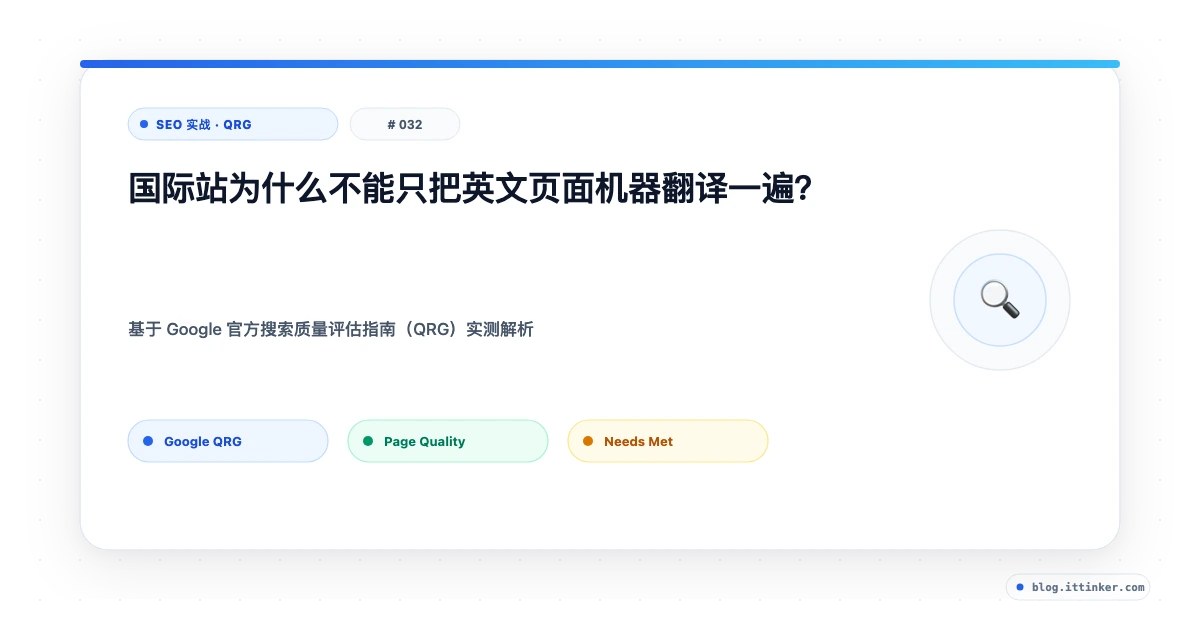 SEO 实战 · QRG
# 032
国际站为什么不能只把英文页面机器翻译一遍？
基于 Google 官方搜索质量评估指南（QRG）实测解析
Google QRG
Page Quality
Needs Met
blog.ittinker.com